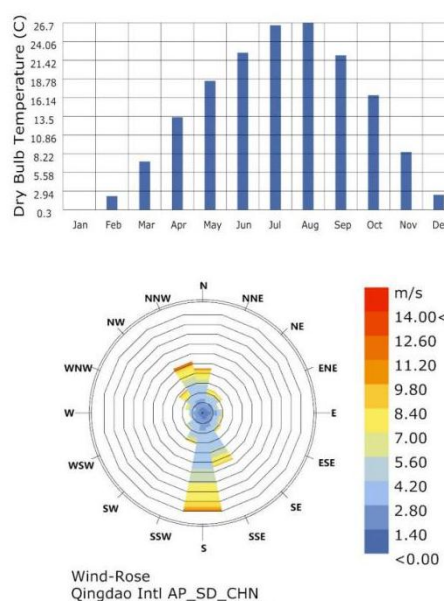 Dry Bulb Temperature (C)
26.7
24.06
21.42
18.78
16.14
13.5
10.86
8.22
5.58
2.94
0.3
Jan Feb Mar Apr May Jun Jul Aug Sep Oct Nov De
N
NNE
NE
ENE
E
ESE
SE
SSE
S
SSW
SW
WSW
W
WNW
NW
NNW
m/s
14.00<
12.60
11.20
9.80
8.40
7.00
5.60
4.20
2.80
1.40
<0.00
Wind-Rose
Qingdao Intl AP_SD_CHN